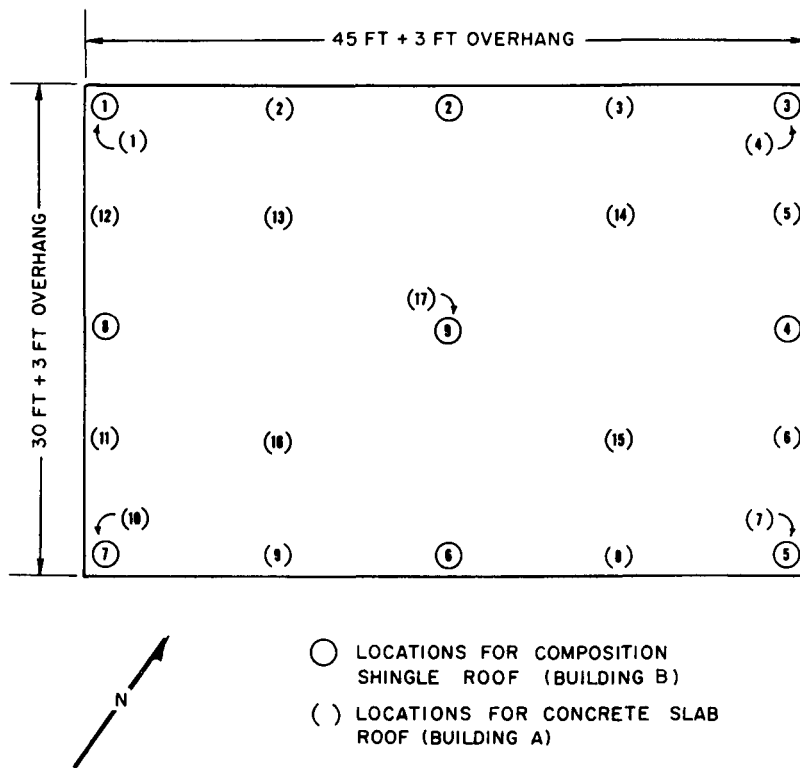 45 FT + 3 FT OVERHANG
1 (2) 2 (3) 3
(1) (4)
(12) (13) (14) (5)
30 FT + 3 FT OVERHANG
(17)
8 9 4
(11) (16) (15) (6)
(10) (7)
7 (9) 6 (8) 5
N
LOCATIONS FOR COMPOSITION
SHINGLE ROOF (BUILDING B)
( ) LOCATIONS FOR CONCRETE SLAB
ROOF (BUILDING A)